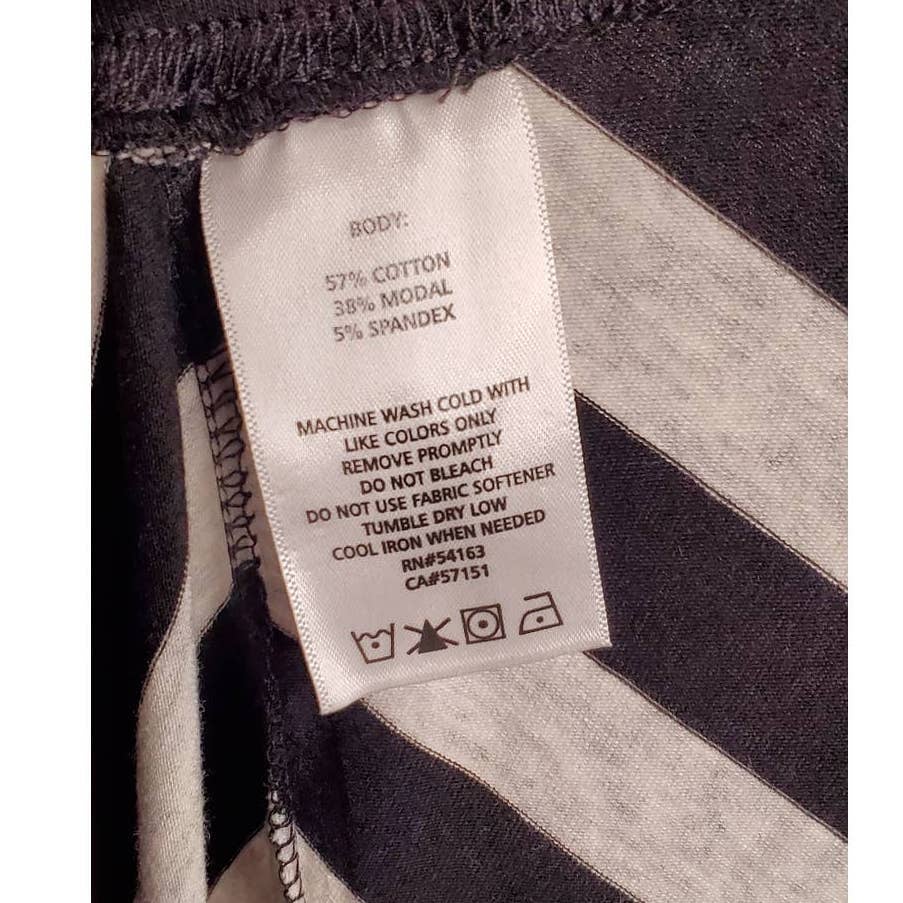 BODY:
57% COTTON
38% MODAL
5% SPANDEX
MACHINE WASH COLD WITH
LIKE COLORS ONLY
REMOVE PROMPTLY
DO NOT BLEACH
DO NOT USE FABRIC SOFTENER
TUMBLE DRY LOW
COOL IRON WHEN NEEDED
RN#54163
CA#57151